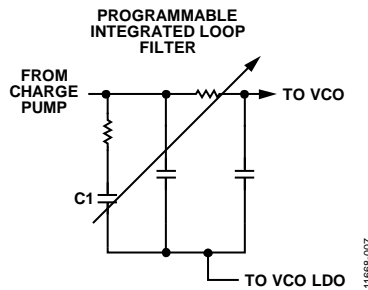 PROGRAMMABLE
INTEGRATED LOOP
FILTER
FROM
CHARGE
PUMP
TO VCO
C1
TO VCO LDO
11668-007